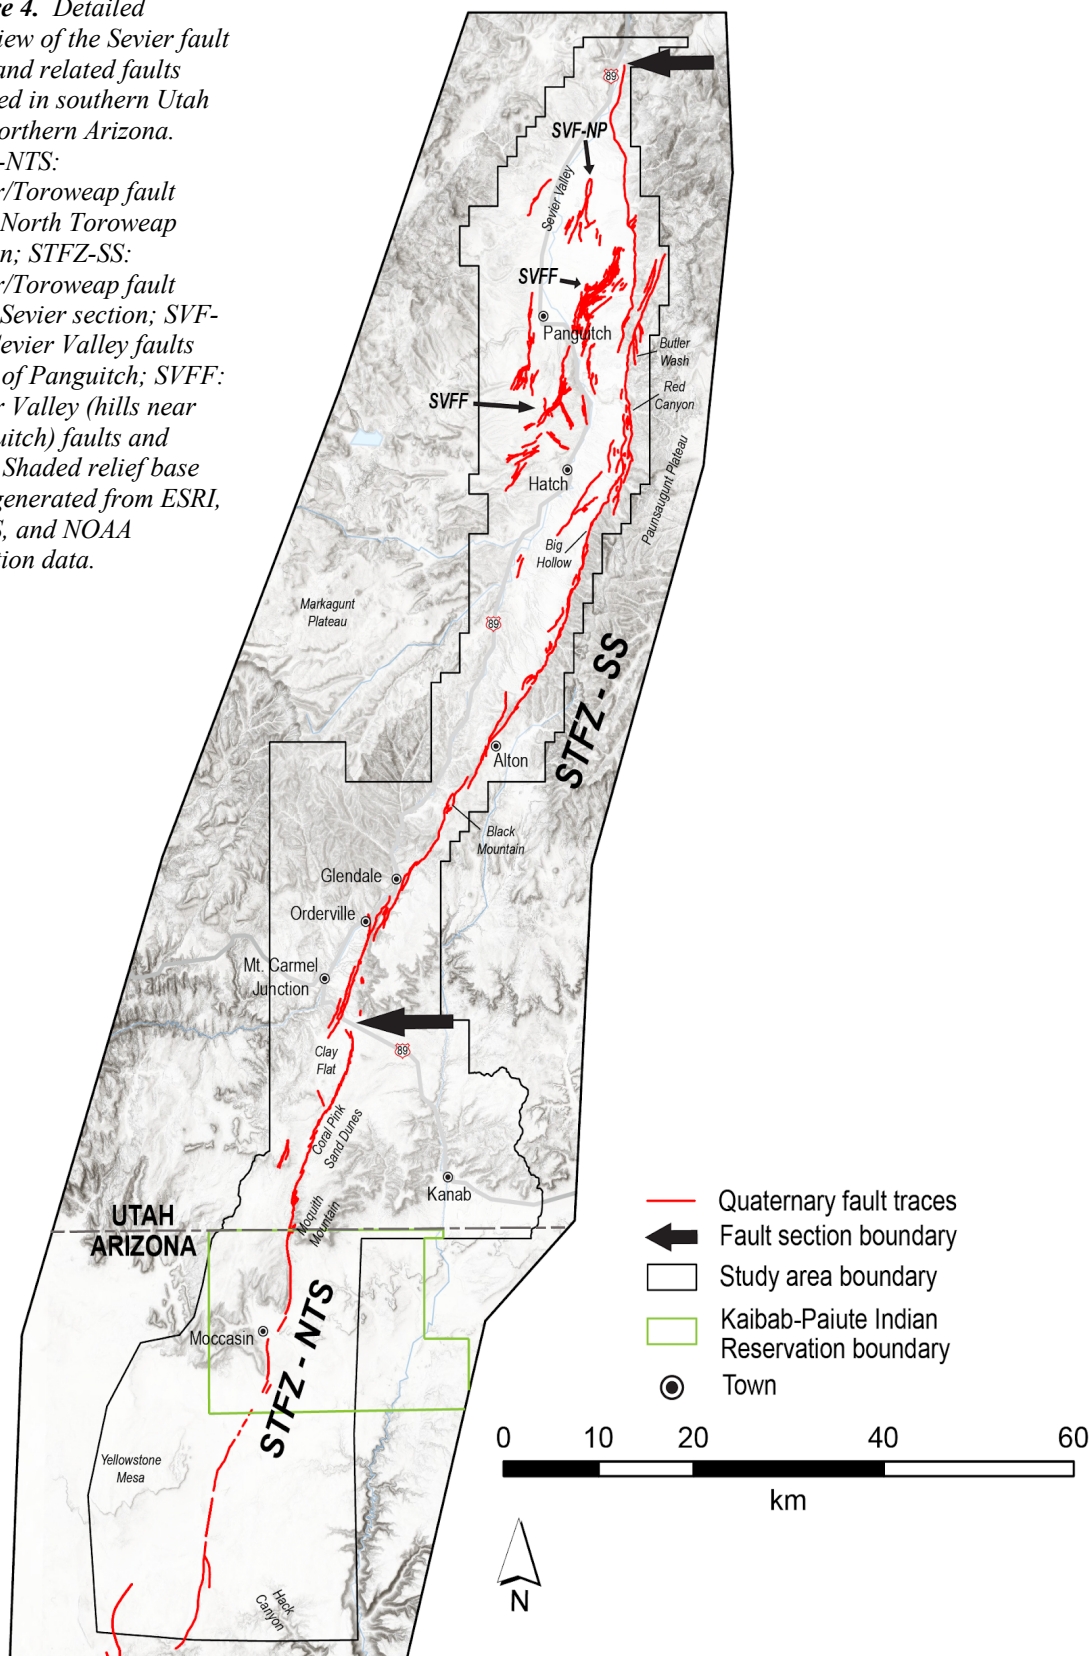 4. Detailed
view of the Sevier fault
and related faults
in southern Utah
Arizona.
-NTS:
/Toroweap fault
North Toroweap
STFZ-SS:
/Toroweap fault
Sevier section; SVF-
Valley faults
of Panguitch; SVFF:
Valley (hills near
faults and
Shaded relief base
generated from ESRI,
and NOAA
data.
89
SVF-NP
Sevier Valley
SVFF
Panguitch
Butler
Wash
Red
Canyon
SVFF
Hatch
Paunsaugunt Plateau
Big
Hollow
Markagunt
Plateau
89
STFZ - SS
Alton
Black
Mountain
Glendale
Orderville
Mt. Carmel
Junction
Clay
Flat
89
Coral Pink
Sand Dunes
Kanab
Moquith
Mountain
UTAH
ARIZONA
Moccasin
STFZ - NTS
Yellowstone
Mesa
Hack
Canyon
Quaternary fault traces
Fault section boundary
Study area boundary
Kaibab-Paiute Indian
Reservation boundary
Town
0 10 20 40 60
km
N